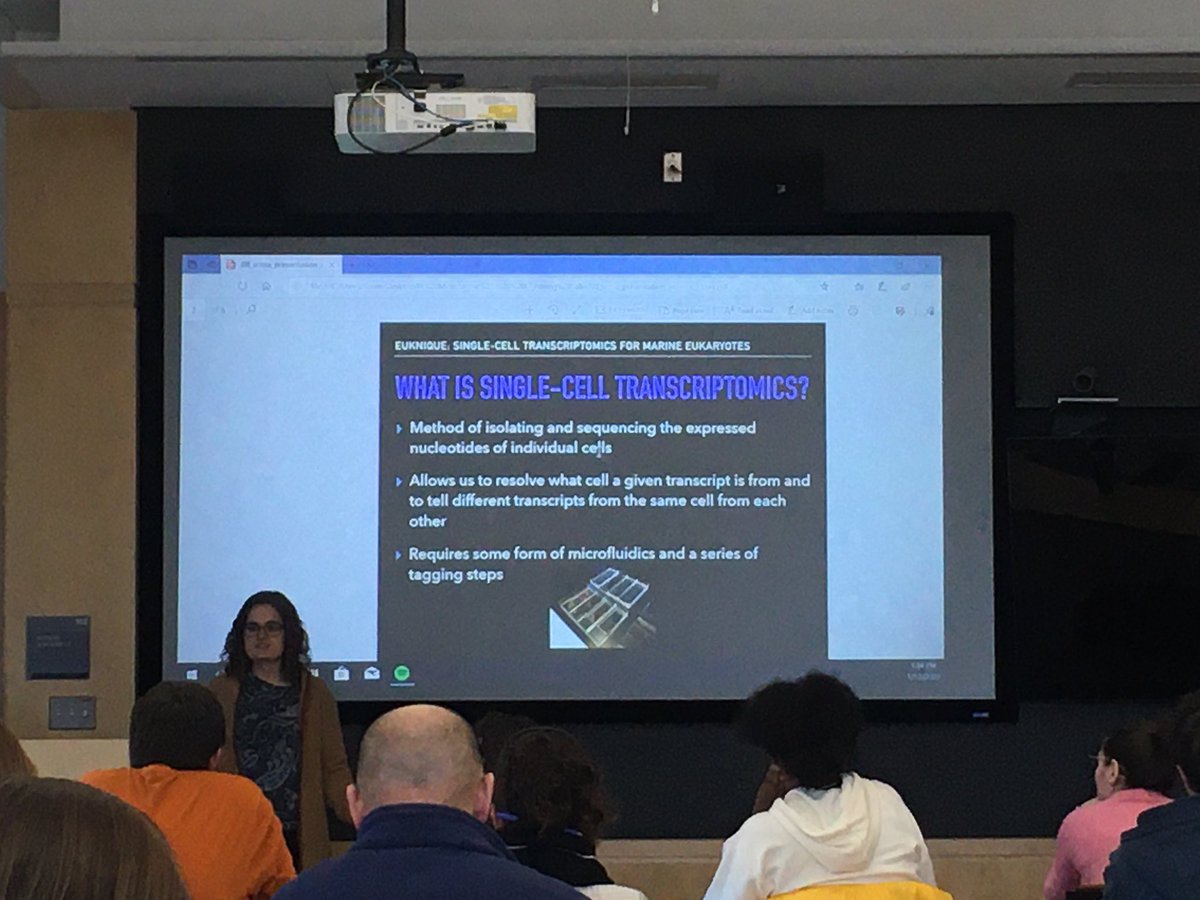 EUKNIQUE: SINGLE-CELL TRANSCRIPTOMICS FOR MARINE EUKARYOTES
WHAT IS SINGLE-CELL TRANSCRIPTOMICS?
Method of isolating and sequencing the expressed
nucleotides of individual cells
Allows us to resolve what cell a given transcript is from and
to tell different transcripts from the same cell from each
other
Requires some form of microfluidics and a series of
tagging steps